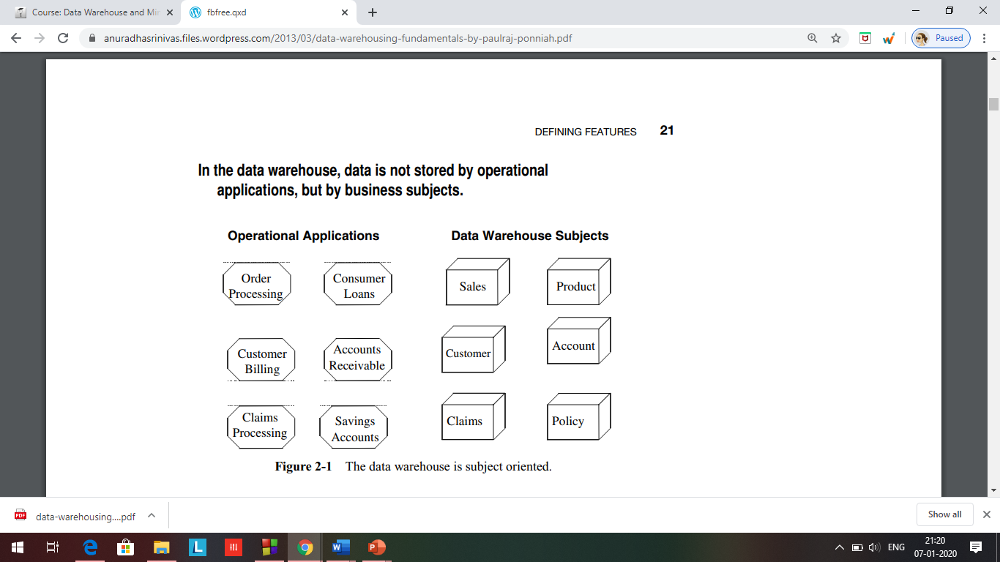 Course: Data Warehouse and Min
fbfree.qxd
anuradhasrinivas.files.wordpress.com/2013/03/data-warehousing-fundamentals-by-paulraj-ponniah.pdf
Paused
DEFINING FEATURES 21
In the data warehouse, data is not stored by operational
applications, but by business subjects.
Operational Applications Data Warehouse Subjects
Order
Processing
Consumer
Loans
Sales
Product
Customer
Billing
Accounts
Receivable
Customer
Account
Claims
Processing
Savings
Accounts
Claims
Policy
Figure 2-1 The data warehouse is subject oriented.
PDF
data-warehousing....pdf
Show all
L
W
P
ENG
21:20
07-01-2020